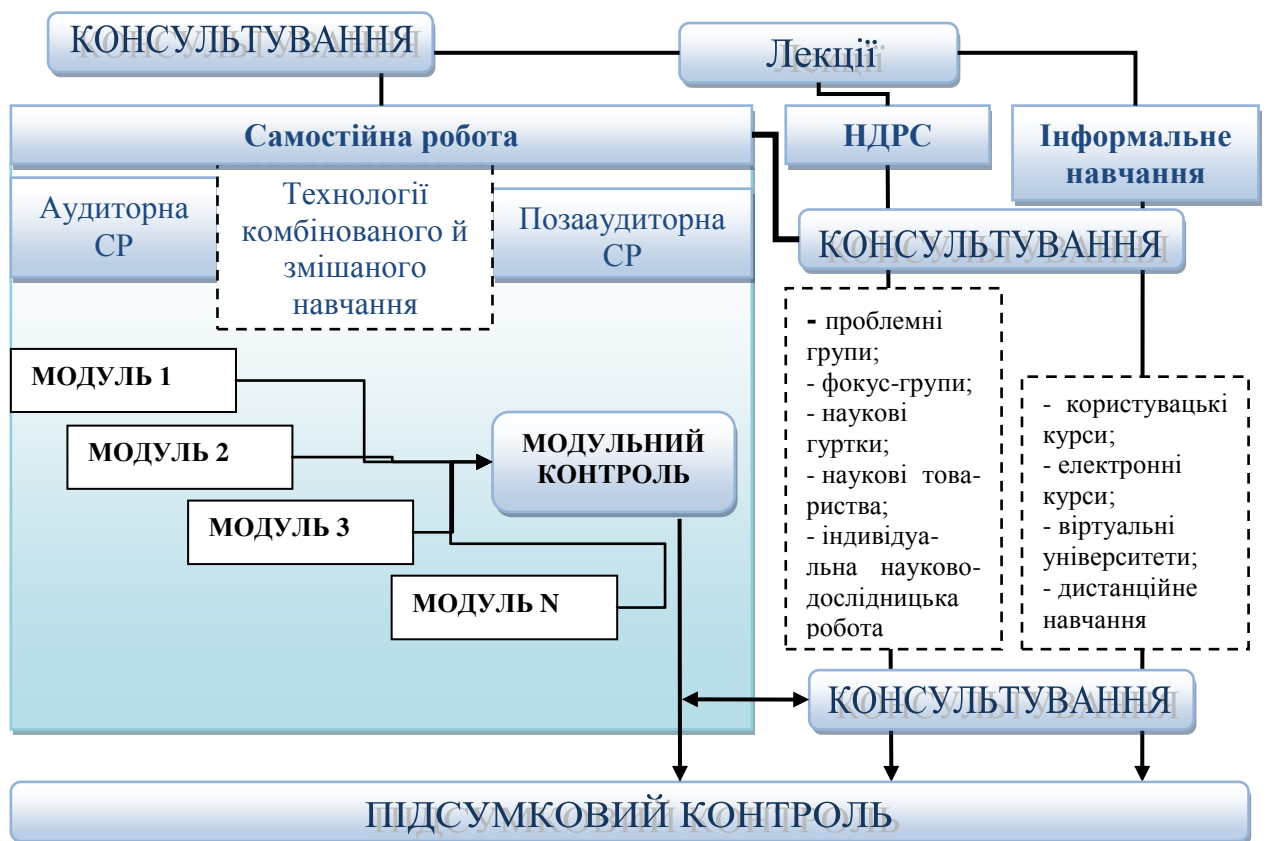 КОНСУЛЬТУВАННЯ
Лекції
Самостійна робота
НДРС
Інформальне
навчання
Аудиторна
СР
Технології
комбінованого й
змішаного
навчання
Позааудиторна
СР
КОНСУЛЬТУВАННЯ
МОДУЛЬ 1
МОДУЛЬ 2
МОДУЛЬ 3
МОДУЛЬ N
МОДУЛЬНИЙ
КОНТРОЛЬ
- проблемні
групи;
- фокус-групи;
- наукові
гуртки;
- наукові това-
риства;
- індивідуа-
льна науково-
дослідницька
робота
- користувацькі
курси;
- електронні
курси;
- віртуальні
університети;
- дистанційне
навчання
КОНСУЛЬТУВАННЯ
ПІДСУМКОВИЙ КОНТРОЛЬ